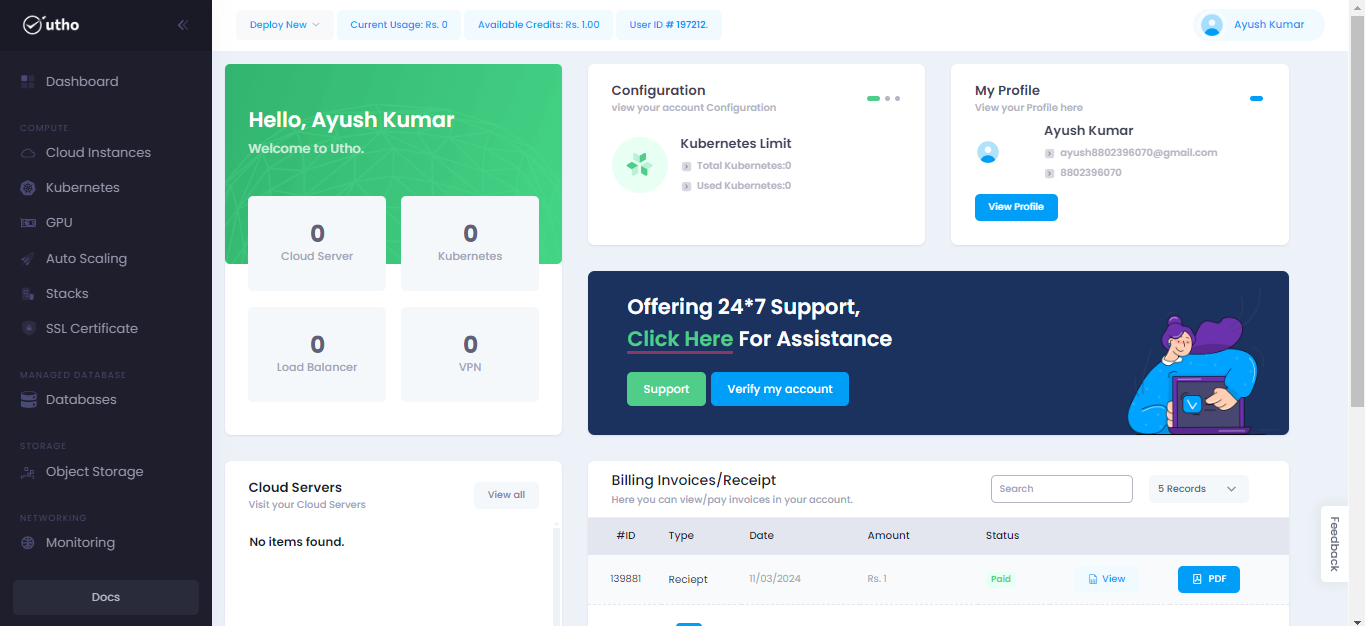 utho
Deploy New
Current Usage: Rs. 0
Available Credits: Rs. 1.00
User ID # 197212.
Ayush Kumar
Dashboard
COMPUTE
Cloud Instances
Kubernetes
GPU
Auto Scaling
Stacks
SSL Certificate
MANAGED DATABASE
Databases
STORAGE
Object Storage
NETWORKING
Monitoring
Docs
Hello, Ayush Kumar
Welcome to Utho.
0
Cloud Server
0
Kubernetes
0
Load Balancer
0
VPN
Configuration
view your account Configuration
Kubernetes Limit
Total Kubernetes:0
Used Kubernetes:0
My Profile
View your Profile here
Ayush Kumar
ayush8802396070@gmail.com
8802396070
View Profile
Offering 24*7 Support,
Click Here For Assistance
Support
Verify my account
Cloud Servers
Visit your Cloud Servers
View all
No items found.
Billing Invoices/Receipt
Here you can view/pay invoices in your account.
Search
5 Records
#ID Type Date Amount Status
139881 Reciept 11/03/2024 Rs. 1 Paid View PDF
Feedback